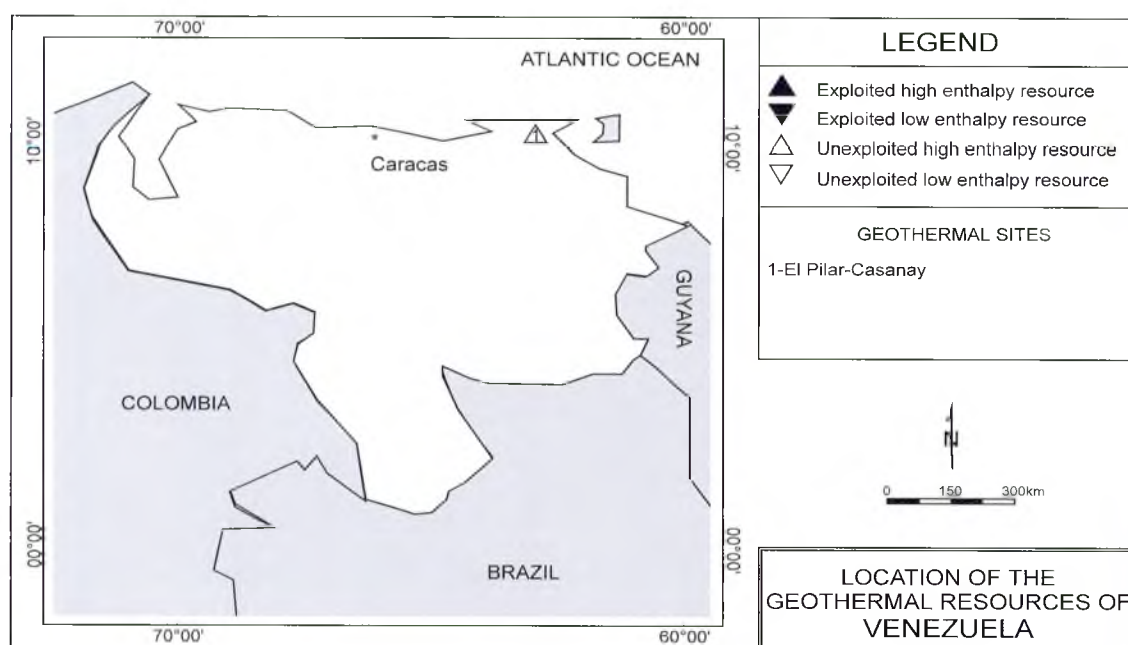 70°00'
60°00'
ATLANTIC OCEAN
10°00'
10°00'
1
Caracas
GUYANA
COLOMBIA
BRAZIL
00°00'
00°00'
70°00'
60°00'
LEGEND
Exploited high enthalpy resource
Exploited low enthalpy resource
Unexploited high enthalpy resource
Unexploited low enthalpy resource
GEOTHERMAL SITES
1-El Pilar-Casanay
N
0 150 300km
LOCATION OF THE
GEOTHERMAL RESOURCES OF
VENEZUELA